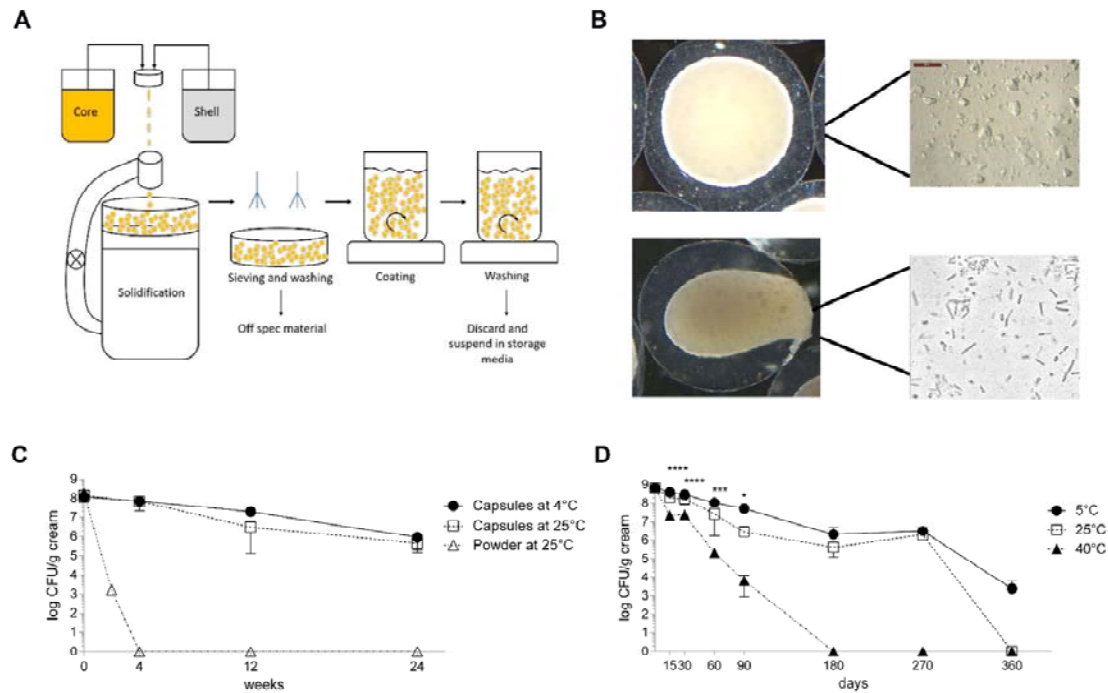 A
Core
Shell
Solidification
Sieving and washing
Off spec material
Coating
Washing
Discard and
suspend in storage
media
B
C
log CFU/g cream
9
8
7
6
5
4
3
2
1
0
0
4
12
24
weeks
Capsules at 4°C
Capsules at 25°C
Powder at 25°C
D
log CFU/g cream
9
8
7
6
5
4
3
2
1
0
****
****
***
*
15 30 60 90 180 270 360
days
5°C
25°C
40°C